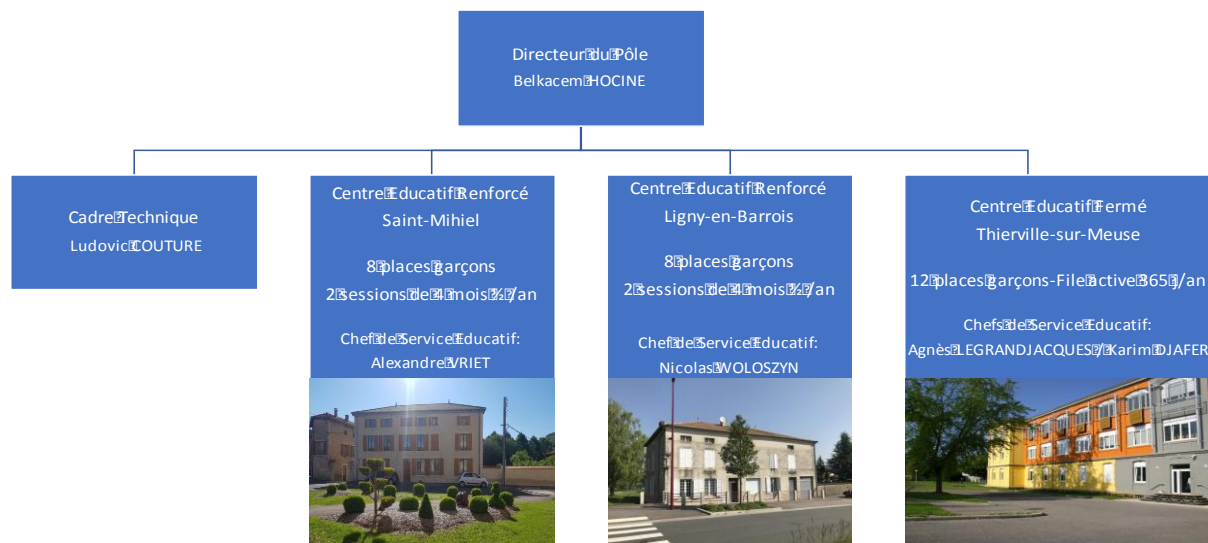 Directeur du Pôle
Belkacem HOCINE
Cadre Technique
Ludovic COUTURE
Centre Educatif Renforcé
Saint-Mihiel
8 places garçons
2 sessions de 4 mois ½ /an
Chef de Service Educatif:
Alexandre VRIET
Centre Educatif Renforcé
Ligny-en-Barrois
8 places garçons
2 sessions de 4 mois ½ /an
Chef de Service Educatif:
Nicolas WOLOSZYN
Centre Educatif Fermé
Thierville-sur-Meuse
12 places garçons-File active 365 j/an
Chefs de Service Educatif:
Agnès LEGRANDJACQUES / Karim DJAFER